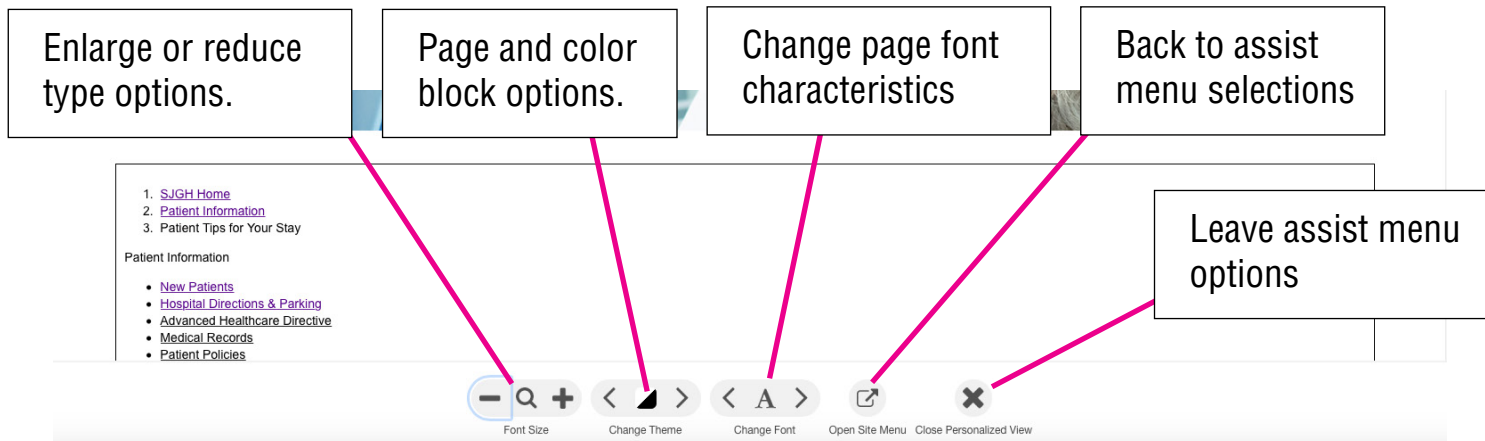 Enlarge or reduce
type options.
Page and color
block options.
Change page font
characteristics
Back to assist
menu selections
Leave assist menu
options
1. SJGH Home
2. Patient Information
3. Patient Tips for Your Stay
Patient Information
• New Patients
• Hospital Directions & Parking
• Advanced Healthcare Directive
• Medical Records
• Patient Policies
A
Font Size
Change Theme
Change Font
Open Site Menu
Close Personalized View